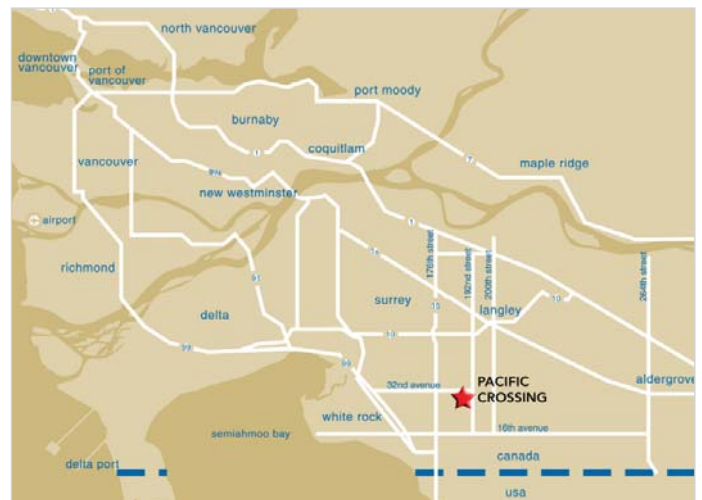 north vancouver
downtown
vancouver
port of
vancouver
port moody
burnaby
coquitlam
1
7
maple ridge
vancouver
99a
new westminster
airport
1
176th street
192nd street
200th street
264th street
1a
richmond
91
surrey
15
langley
10
delta
10
99
99
32nd avenue
PACIFIC
CROSSING
aldergrove
white rock
16th avenue
semiahmoo bay
canada
delta port
usa